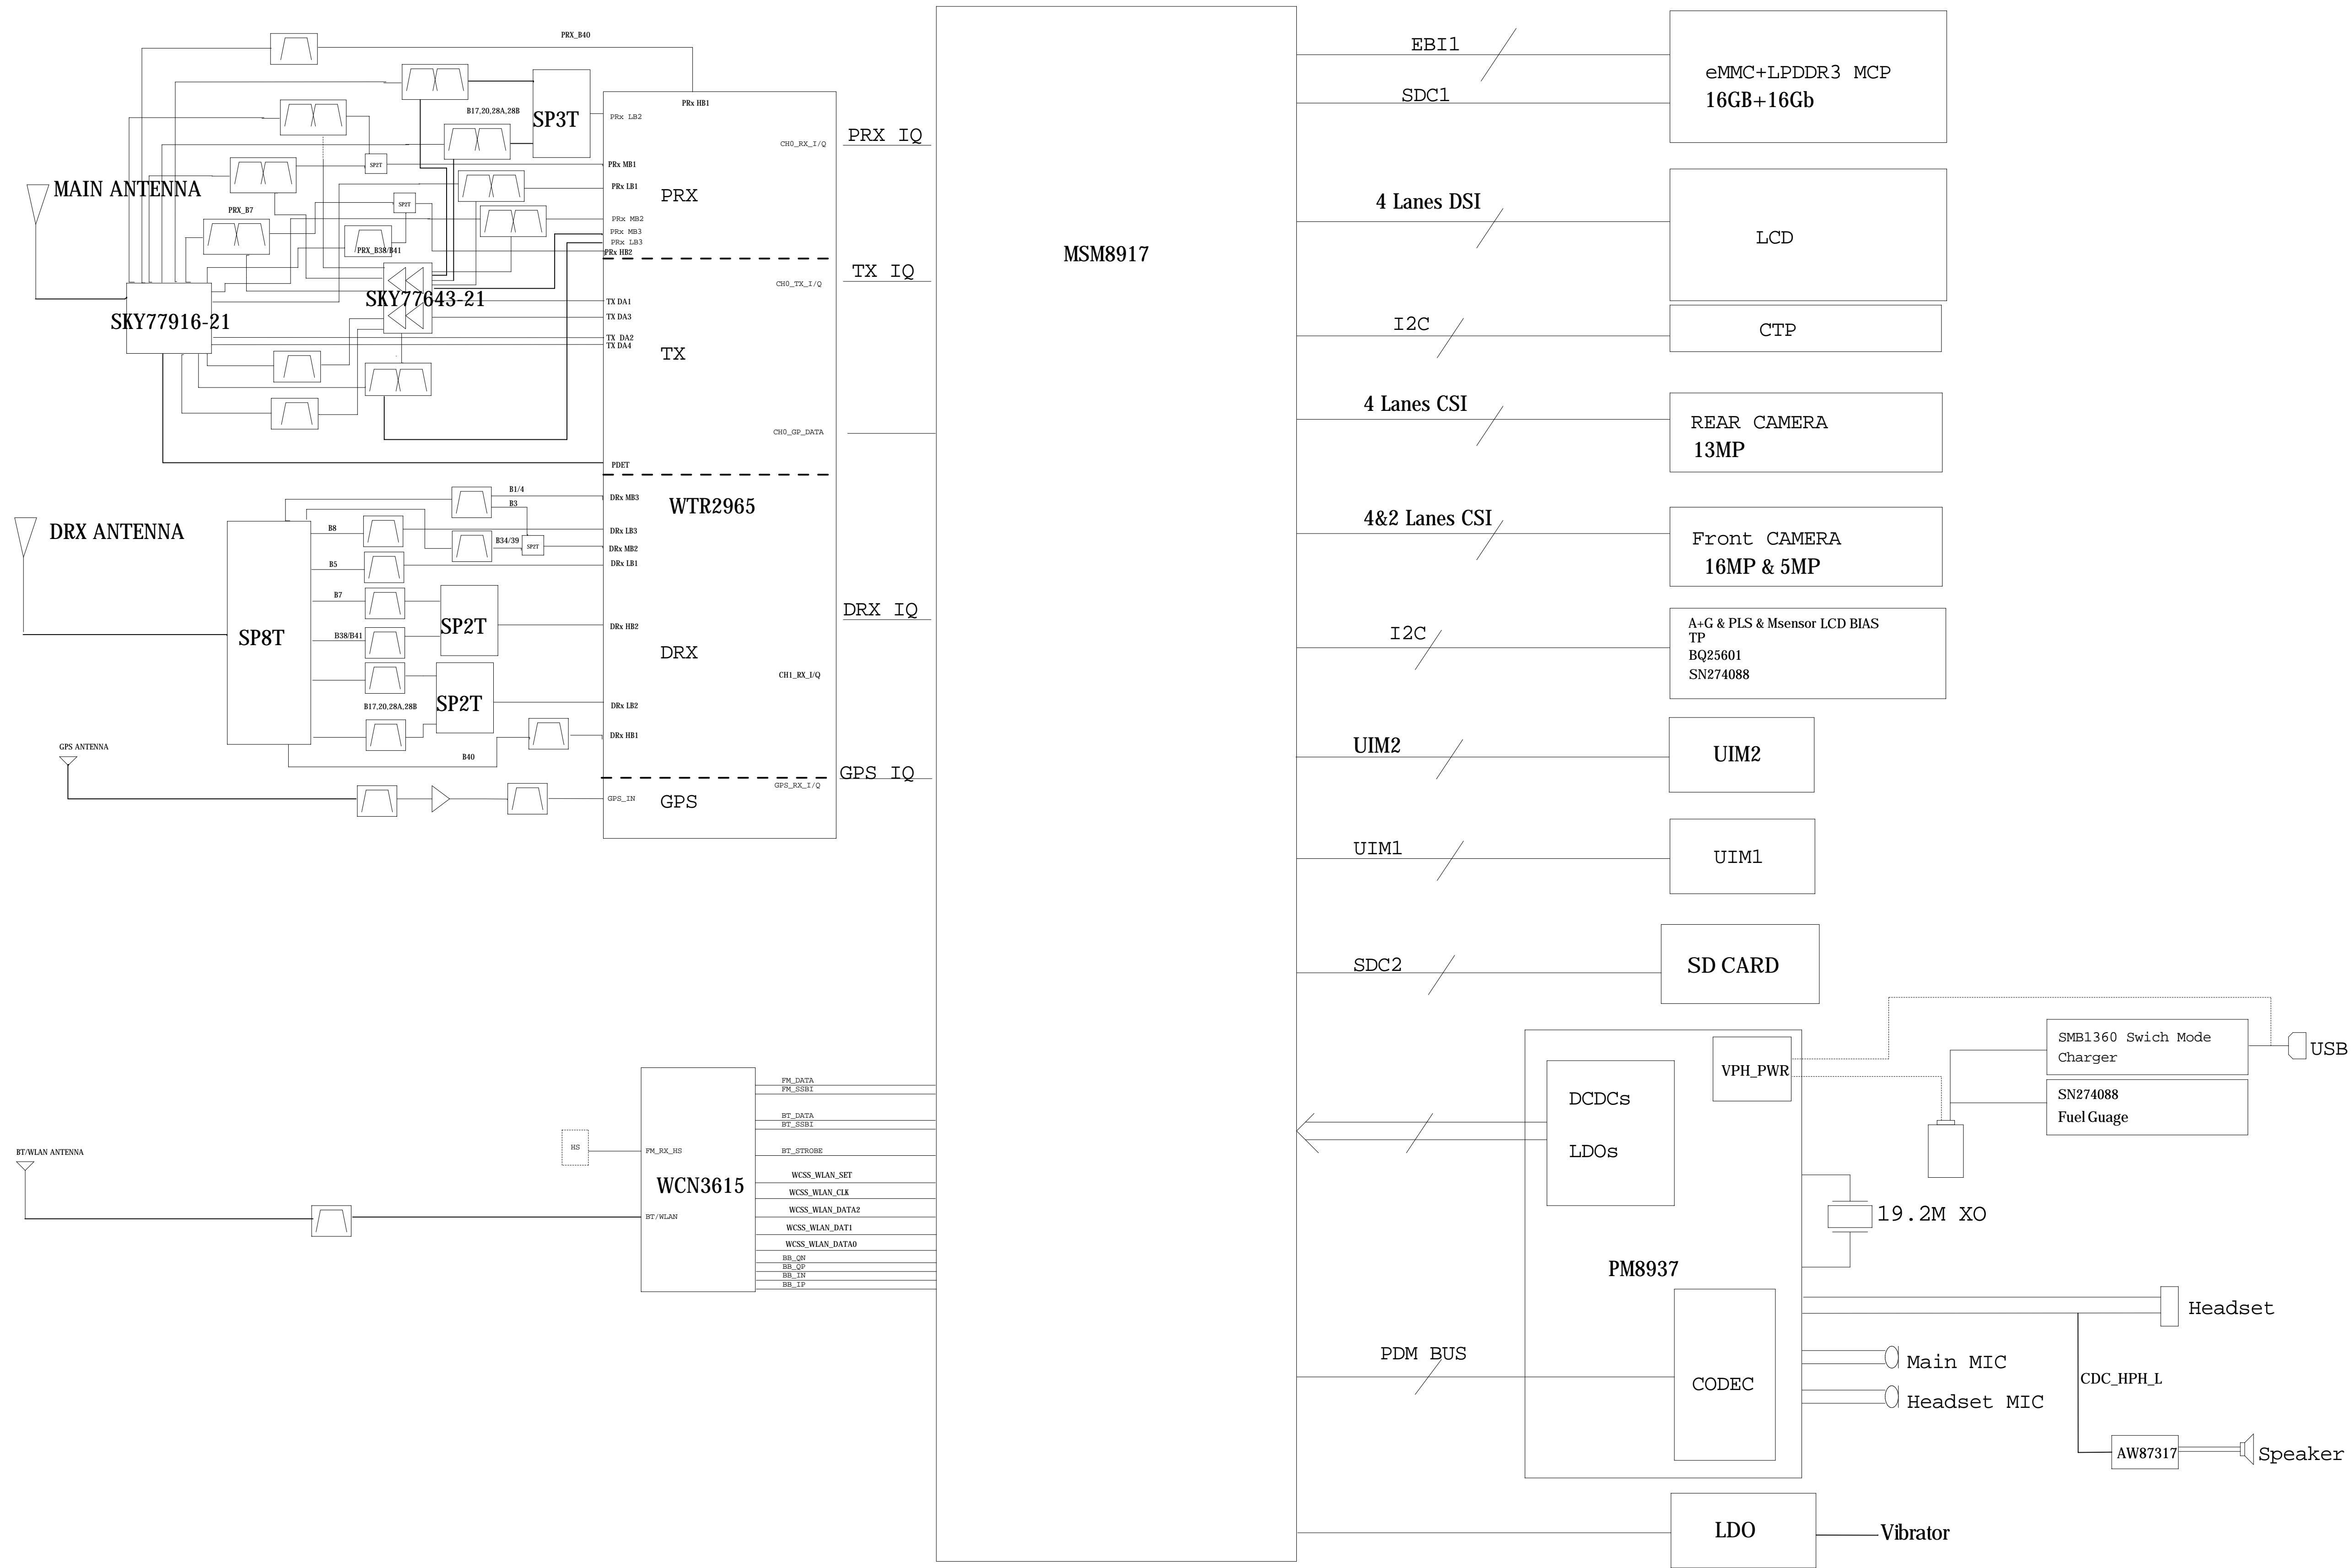 PRX_B40
B17,20,28A,28B
SP3T
SP2T
MAIN ANTENNA
PRX_B7
SP2T
PRX_B38/B41
SKY77643-21
SKY77916-21
PRx HB1
PRx LB2
CH0_RX_I/Q
PRx MB1
PRx LB1
PRX
PRx MB2
PRx MB3
PRx LB3
PRx HB2
CH0_TX_I/Q
TX DA1
TX DA3
TX DA2
TX DA4
TX
CH0_GP_DATA
PDET
WTR2965
DRX ANTENNA
B1/4
B3
B8
B34/39
SP2T
B5
B7
B38/B41
SP8T
SP2T
SP2T
B17,20,28A,28B
B40
DRx MB3
DRx LB3
DRx MB2
DRx LB1
DRx HB2
DRX
CH1_RX_I/Q
DRx LB2
DRx HB1
GPS ANTENNA
GPS_RX_I/Q
GPS_IN
GPS
PRX IQ
TX IQ
DRX IQ
GPS IQ
BT/WLAN ANTENNA
HS
FM_RX_HS
WCN3615
BT/WLAN
FM_DATA
FM_SSBI
BT_DATA
BT_SSBI
BT_STROBE
WCSS_WLAN_SET
WCSS_WLAN_CLK
WCSS_WLAN_DATA2
WCSS_WLAN_DAT1
WCSS_WLAN_DATA0
BB_QN
BB_QP
BB_IN
BB_IP
MSM8917
EBI1
SDC1
eMMC+LPDDR3 MCP
16GB+16Gb
4 Lanes DSI
LCD
I2C
CTP
4 Lanes CSI
REAR CAMERA
13MP
4&2 Lanes CSI
Front CAMERA
16MP & 5MP
I2C
A+G & PLS & Msensor LCD BIAS
TP
BQ25601
SN274088
UIM2
UIM2
UIM1
UIM1
SDC2
SD CARD
VPH_PWR
DCDCs
LDOs
SMB1360 Swich Mode
Charger
USB
SN274088
Fuel Guage
19.2M XO
PM8937
PDM BUS
CODEC
Headset
Main MIC
Headset MIC
CDC_HPH_L
AW87317
Speaker
LDO
Vibrator